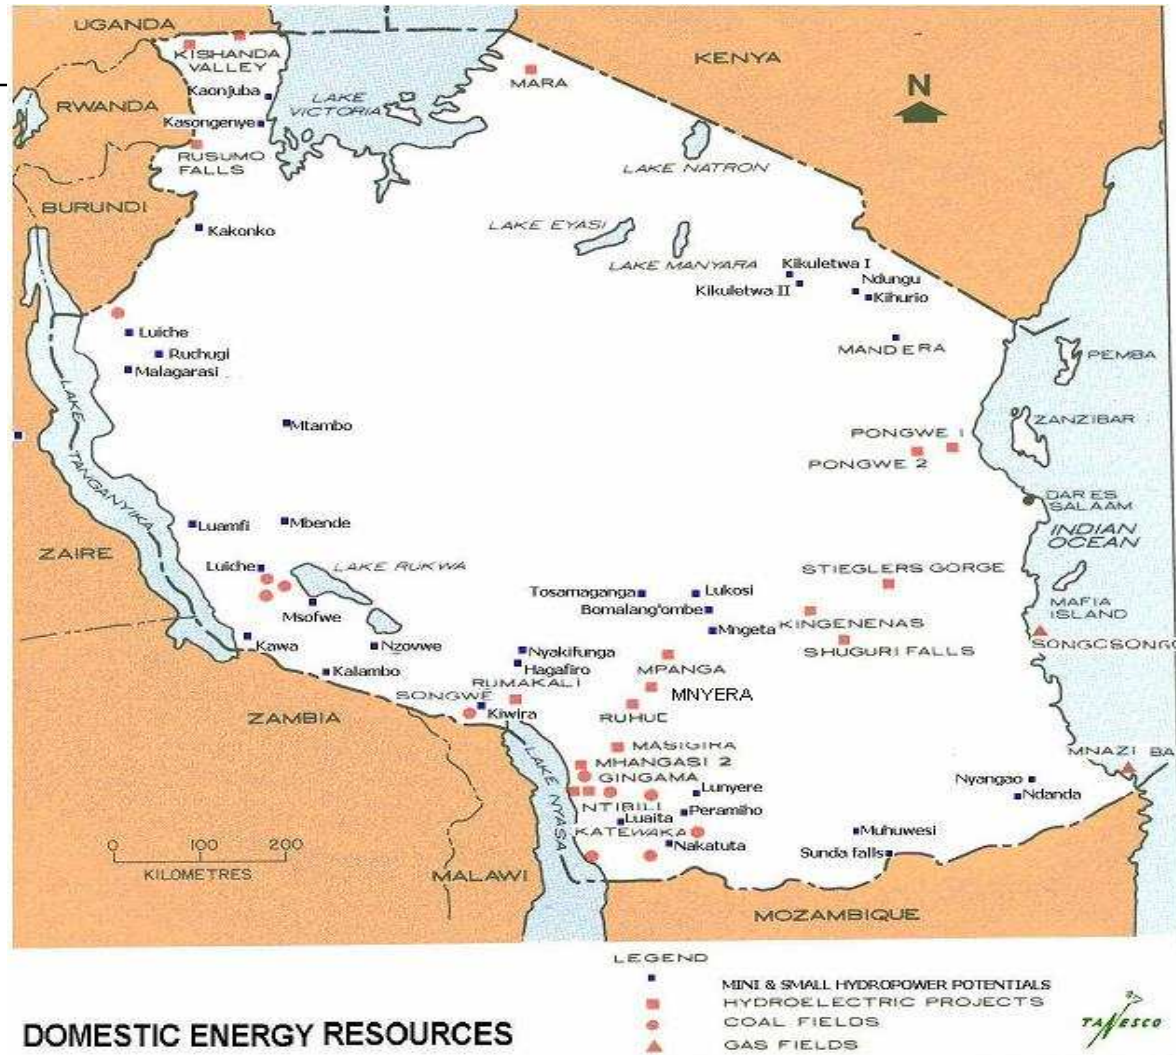 UGANDA
KENYA
KISHANDA
VALLEY
N
MARA
Kaonjuba
LAKE
VICTORIA
RWANDA
Kasongenye
RUSUMO
FALLS
LAKE NATRON
BURUNDI
Kakonko
LAKE EYASI
LAKE MANYARA
Kikuletwa I
Ndungu
Kikuletwa II
Kihurio
Luiche
MANDERA
Ruchugi
PEMBA
Malagarasi
LAKE
TANGANYIKA
Mtambo
ZANZIBAR
PONGWE 1
PONGWE 2
DAR ES
SALAAM
Luamfi
Mbende
INDIAN
OCEAN
ZAIRE
Luiche
LAKE RUKWA
STIEGLERS GORGE
Tosamaganga
Lukosi
Msofwe
Bomalang'ombe
MAFIA
ISLAND
KINGENENAS
Mngeta
Kawa
Nzovwe
Nyakifunga
SHUGURI FALLS
SONGCSONGO
Kalambo
Hagafiro
MPANGA
RUMAKALI
SONGWE
MNYERA
ZAMBIA
Kiwira
RUHUE
LAKE NYASA
MASIGIRA
MNAZI BA
MHANGASI 2
GINGAMA
Nyangao
Lunyere
Ndanda
NTIBILI
Peramiho
Luaita
KATEWAKA
Muhuwesi
Nakatuta
Sunda falls
0 100 200
KILOMETRES
MALAWI
MOZAMBIQUE
LEGEND
MINI & SMALL HYDROPOWER POTENTIALS
HYDROELECTRIC PROJECTS
COAL FIELDS
GAS FIELDS
DOMESTIC ENERGY RESOURCES
TANESCO